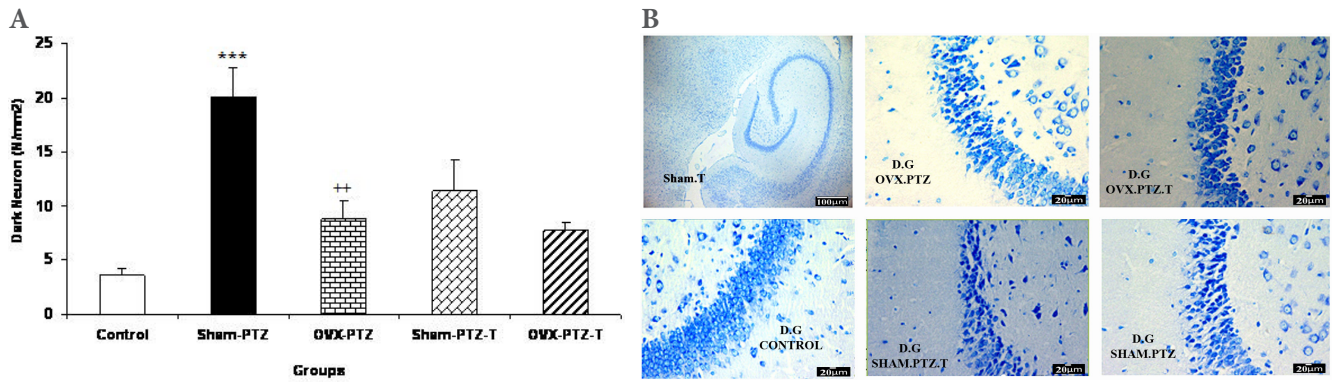 A
25
20
15
10
5
0
Dark Neuron (N/mm2)
***
++
Control
Sham-PTZ
OVX-PTZ
Sham-PTZ-T
OVX-PTZ-T
Groups
B
Sham.T
100µm
D.G
OVX.PTZ
20µm
D.G
OVX.PTZ.T
20µm
D.G
CONTROL
20µm
D.G
SHAM.PTZ.T
20µm
D.G
SHAM.PTZ
20µm